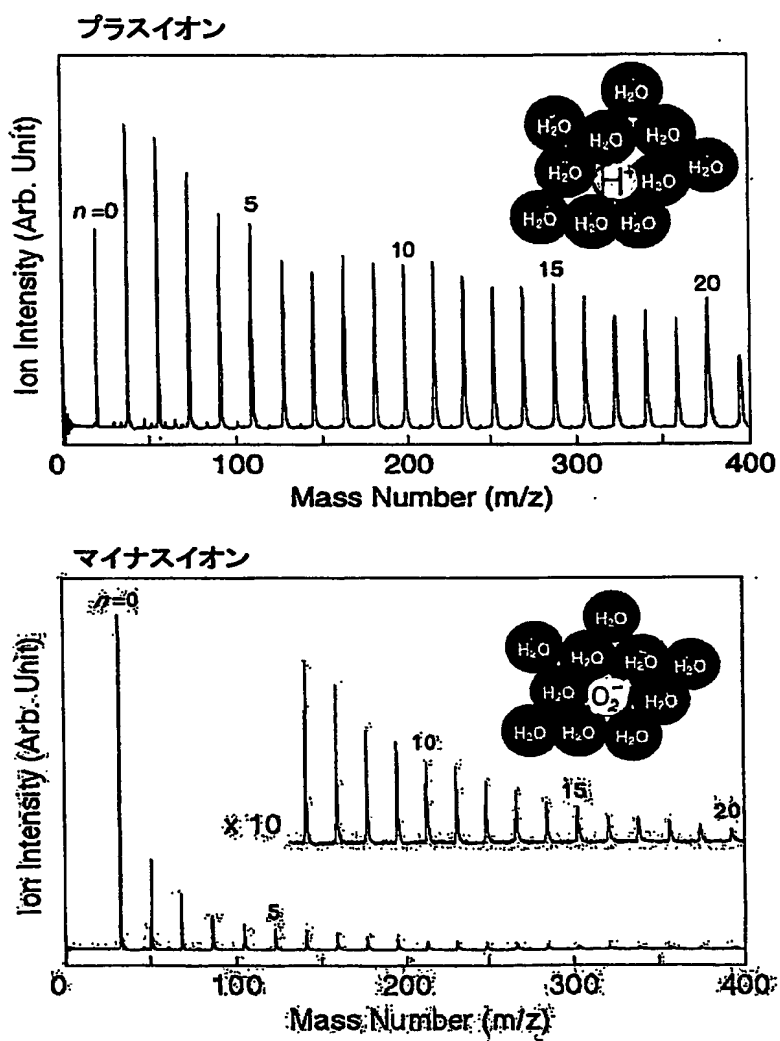 プラスイオン
Ion Intensity (Arb. Unit)
n=0
5
10
15
20
H₂O
H₂O H₂O H₂O
H₂O H⁺ H₂O H₂O
H₂O H₂O H₂O
0 100 200 300 400
Mass Number (m/z)
マイナスイオン
Ion Intensity (Arb. Unit)
n=0
5
x 10
10
15
20
H₂O
H₂O H₂O H₂O H₂O
H₂O O₂⁻ H₂O
H₂O H₂O H₂O
0 100 200 300 400
Mass Number (m/z)